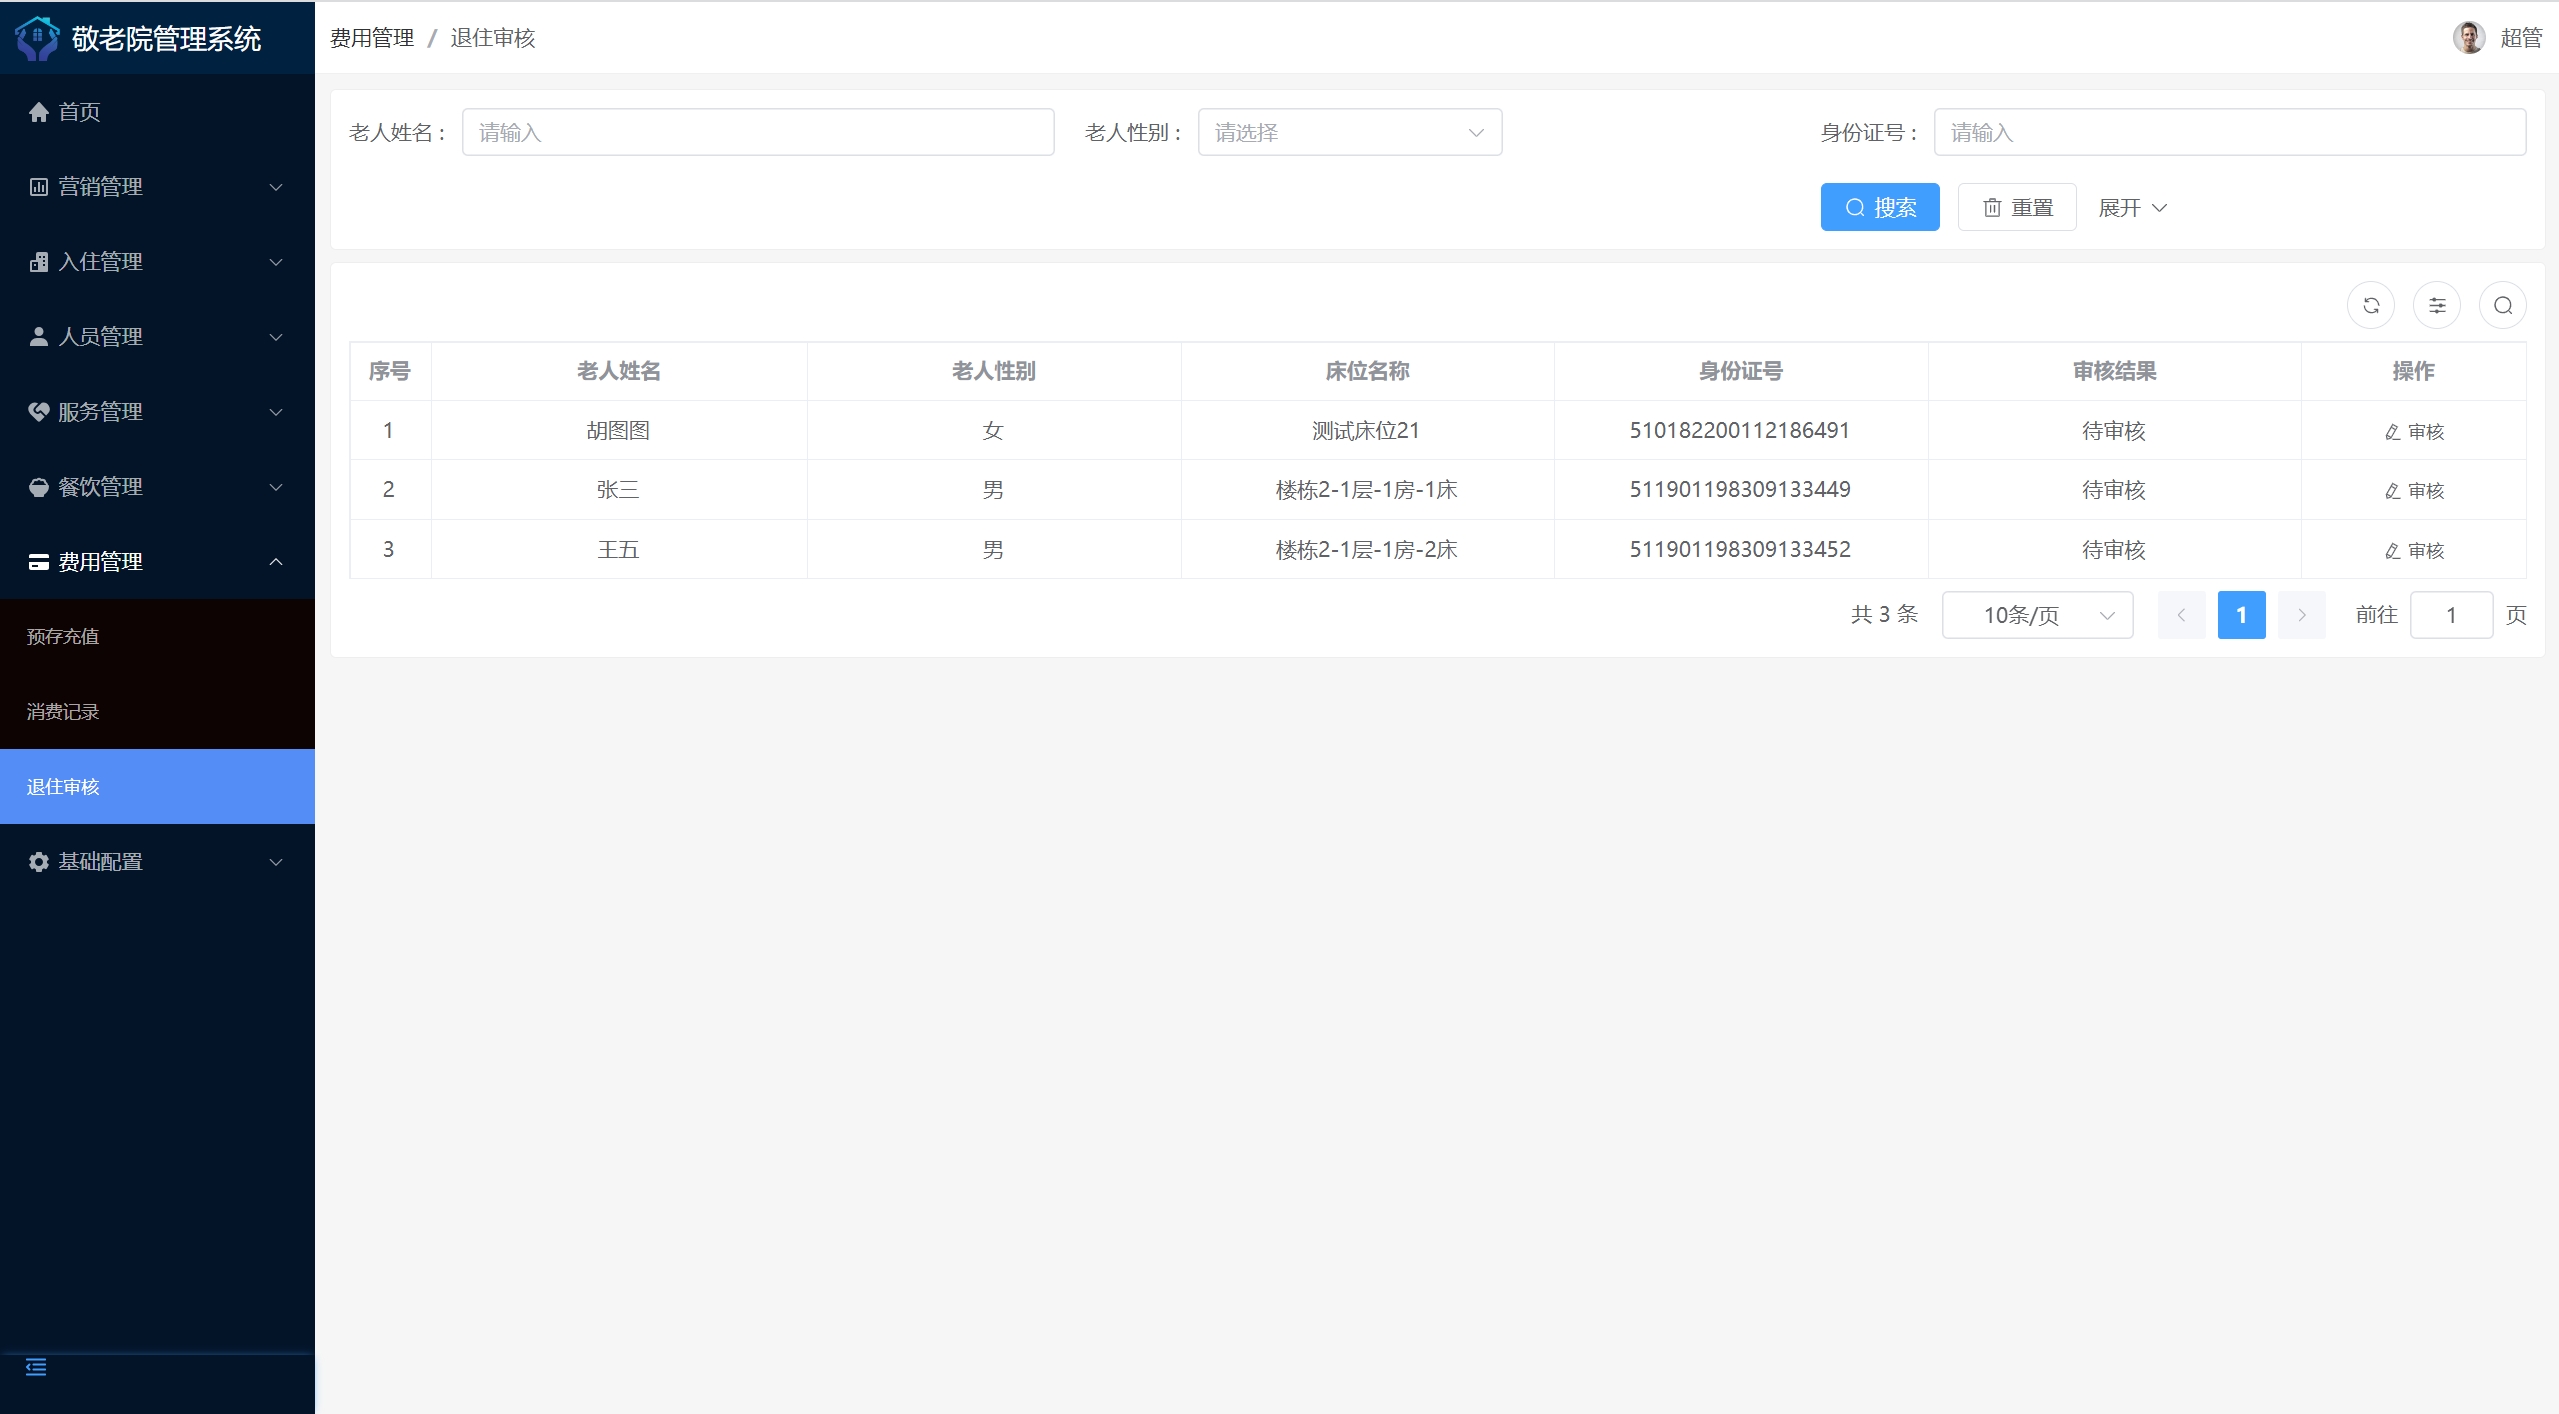 敬老院管理系统
费用管理 / 退住审核
超管
首页
营销管理
入住管理
人员管理
服务管理
餐饮管理
费用管理
预存充值
消费记录
退住审核
基础配置
老人姓名： 请输入 老人性别： 请选择 身份证号： 请输入
搜索 重置 展开
序号 老人姓名 老人性别 床位名称 身份证号 审核结果 操作
1 胡图图 女 测试床位21 510182200112186491 待审核 审核
2 张三 男 楼栋2-1层-1房-1床 511901198309133449 待审核 审核
3 王五 男 楼栋2-1层-1房-2床 511901198309133452 待审核 审核
共 3 条 10条/页 1 前往 1 页